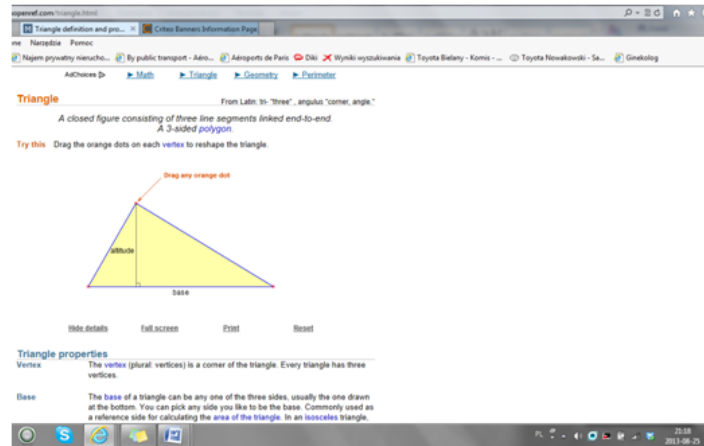 openref.com/triangle.html
Triangle definition and pro... × Criteo Banners Information Page
Narzędzia Pomoc
Najem prywatny nierucho... By public transport - Aéro... Aéroports de Paris Diki Wyniki wyszukiwania Toyota Bielany - Komis - ... Toyota Nowakowski - Sa... Ginekolog
AdChoices Math Triangle Geometry Perimeter
Triangle From Latin: tri- "three" , angulus "corner, angle."
A closed figure consisting of three line segments linked end-to-end.
A 3-sided polygon.
Try this Drag the orange dots on each vertex to reshape the triangle.
Drag any orange dot
altitude
base
Hide details Full screen Print Reset
Triangle properties
Vertex The vertex (plural: vertices) is a corner of the triangle. Every triangle has three
vertices.
Base The base of a triangle can be any one of the three sides, usually the one drawn
at the bottom. You can pick any side you like to be the base. Commonly used as
a reference side for calculating the area of the triangle. In an isosceles triangle,
PL 21:18
2013-08-25